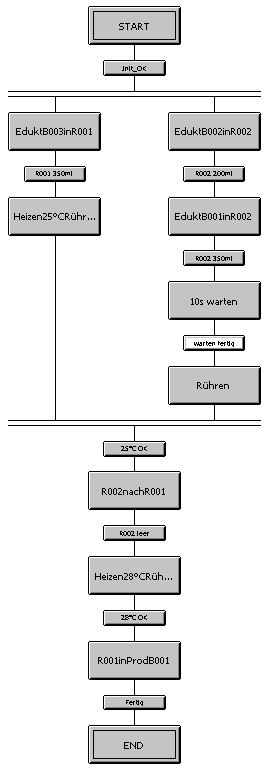 START
Init_OK
EduktB003inR001
EduktB002inR002
R001 350ml
R002 200ml
Heizen25°CRühr...
EduktB001inR002
R002 350ml
10s warten
warten fertig
Rühren
25°C OK
R002nachR001
R002 leer
Heizen28°CRüh...
28°C OK
R001inProdB001
Fertig
END